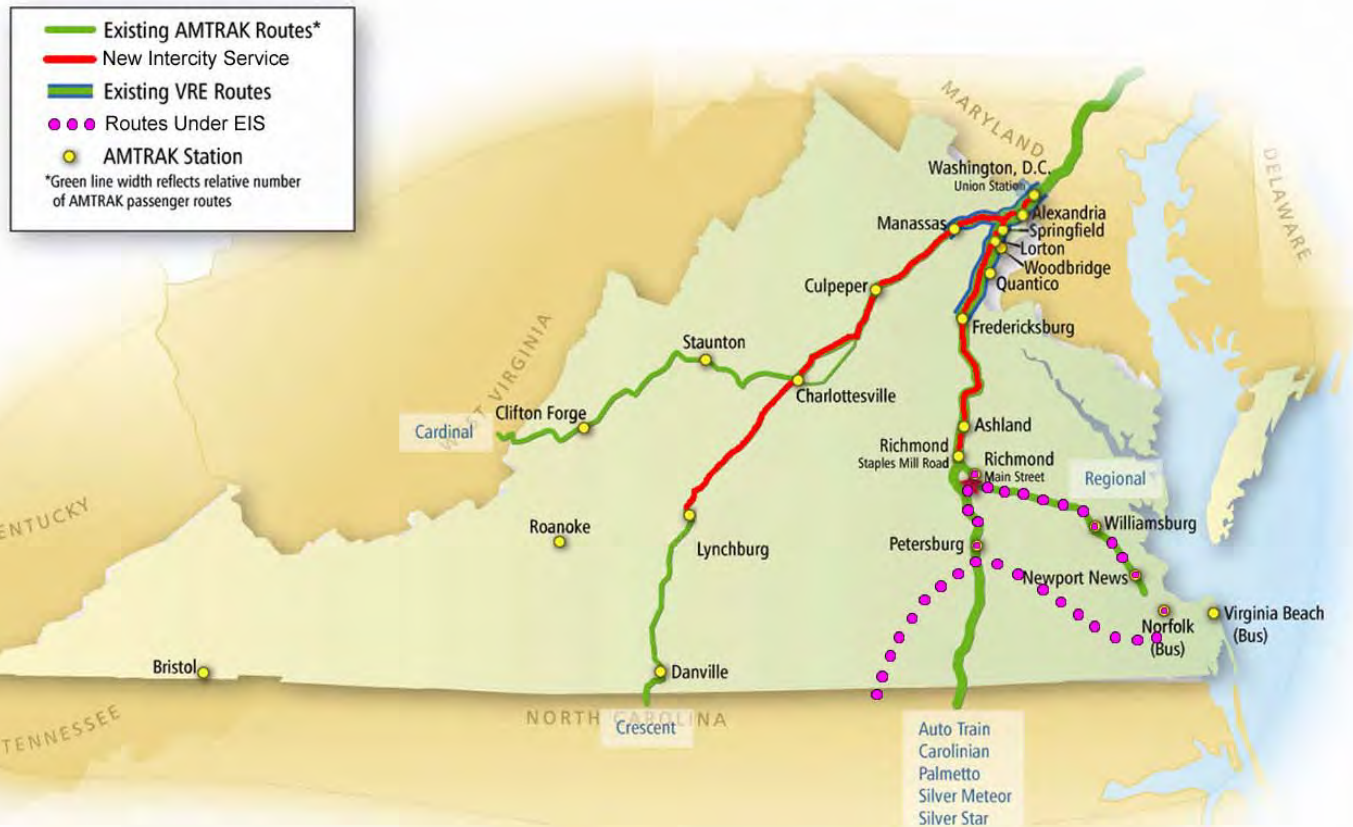 Existing AMTRAK Routes*
New Intercity Service
Existing VRE Routes
Routes Under EIS
AMTRAK Station
*Green line width reflects relative number
of AMTRAK passenger routes
MARYLAND
DELAWARE
Washington, D.C.
Union Station
Alexandria
Springfield
Lorton
Woodbridge
Quantico
Manassas
Culpeper
Fredericksburg
Staunton
Charlottesville
WEST VIRGINIA
Clifton Forge
Cardinal
Ashland
Richmond
Staples Mill Road
Richmond
Main Street
Regional
Williamsburg
ENTUCKY
Roanoke
Lynchburg
Petersburg
Newport News
Norfolk
(Bus)
Virginia Beach
(Bus)
Bristol
Danville
TENNESSEE
NORTH CAROLINA
Crescent
Auto Train
Carolinian
Palmetto
Silver Meteor
Silver Star